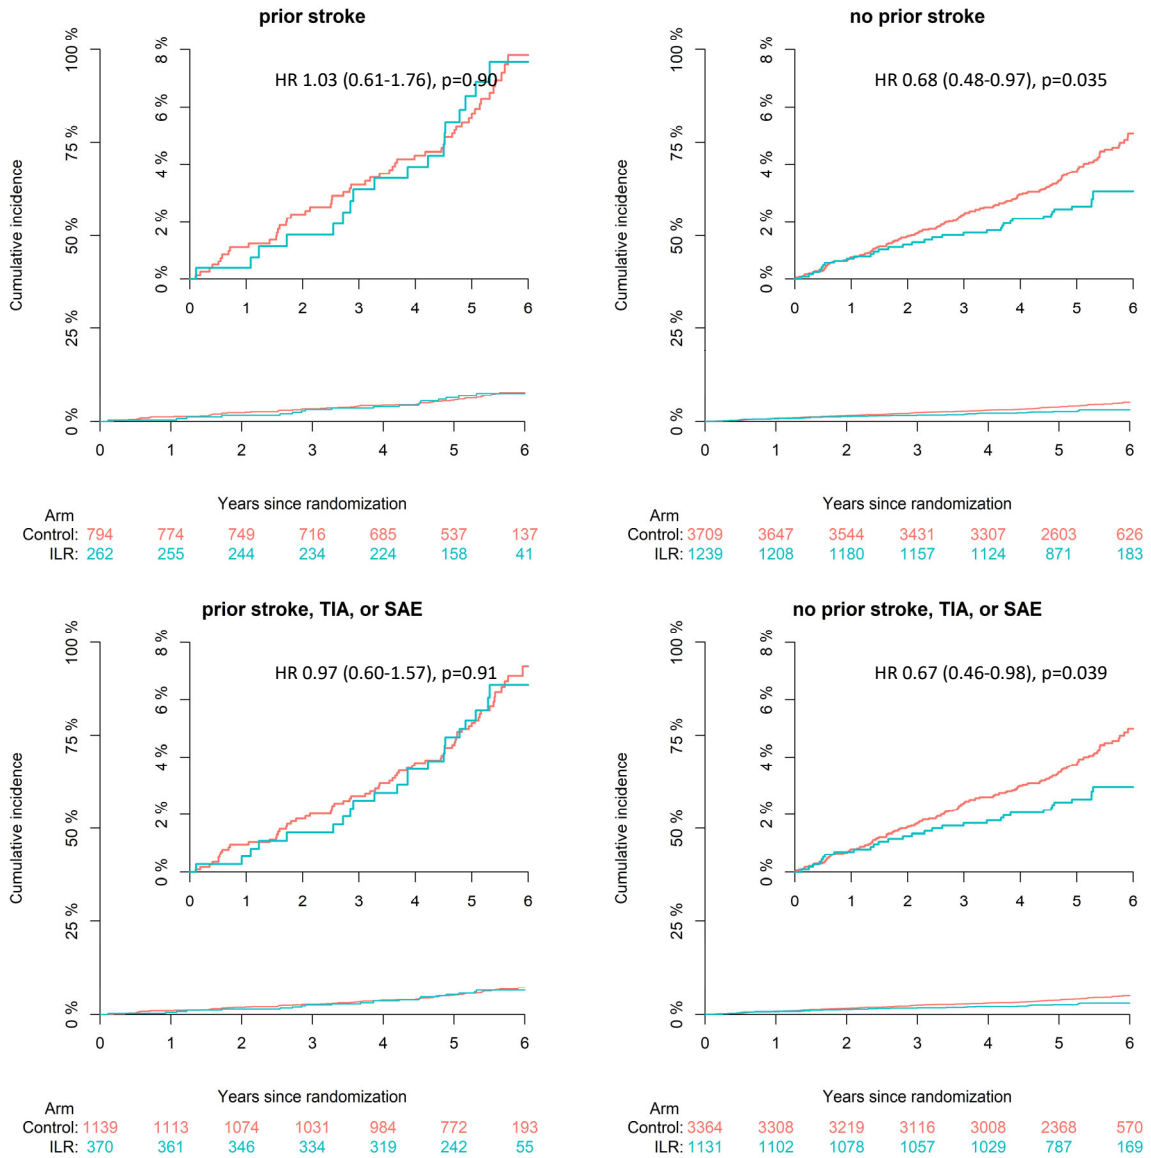 prior stroke
HR 1.03 (0.61-1.76), p=0.90
Cumulative incidence
0 %
25 %
50 %
75 %
100 %
0 %
2 %
4 %
6 %
8 %
0 1 2 3 4 5 6
0 1 2 3 4 5 6
Years since randomization
Arm
Control: 794 774 749 716 685 537 137
ILR: 262 255 244 234 224 158 41
no prior stroke
HR 0.68 (0.48-0.97), p=0.035
Cumulative incidence
0 %
25 %
50 %
75 %
100 %
0 %
2 %
4 %
6 %
8 %
0 1 2 3 4 5 6
0 1 2 3 4 5 6
Years since randomization
Arm
Control: 3709 3647 3544 3431 3307 2603 626
ILR: 1239 1208 1180 1157 1124 871 183
prior stroke, TIA, or SAE
HR 0.97 (0.60-1.57), p=0.91
Cumulative incidence
0 %
25 %
50 %
75 %
100 %
0 %
2 %
4 %
6 %
8 %
0 1 2 3 4 5 6
0 1 2 3 4 5 6
Years since randomization
Arm
Control: 1139 1113 1074 1031 984 772 193
ILR: 370 361 346 334 319 242 55
no prior stroke, TIA, or SAE
HR 0.67 (0.46-0.98), p=0.039
Cumulative incidence
0 %
25 %
50 %
75 %
100 %
0 %
2 %
4 %
6 %
8 %
0 1 2 3 4 5 6
0 1 2 3 4 5 6
Years since randomization
Arm
Control: 3364 3308 3219 3116 3008 2368 570
ILR: 1131 1102 1078 1057 1029 787 169